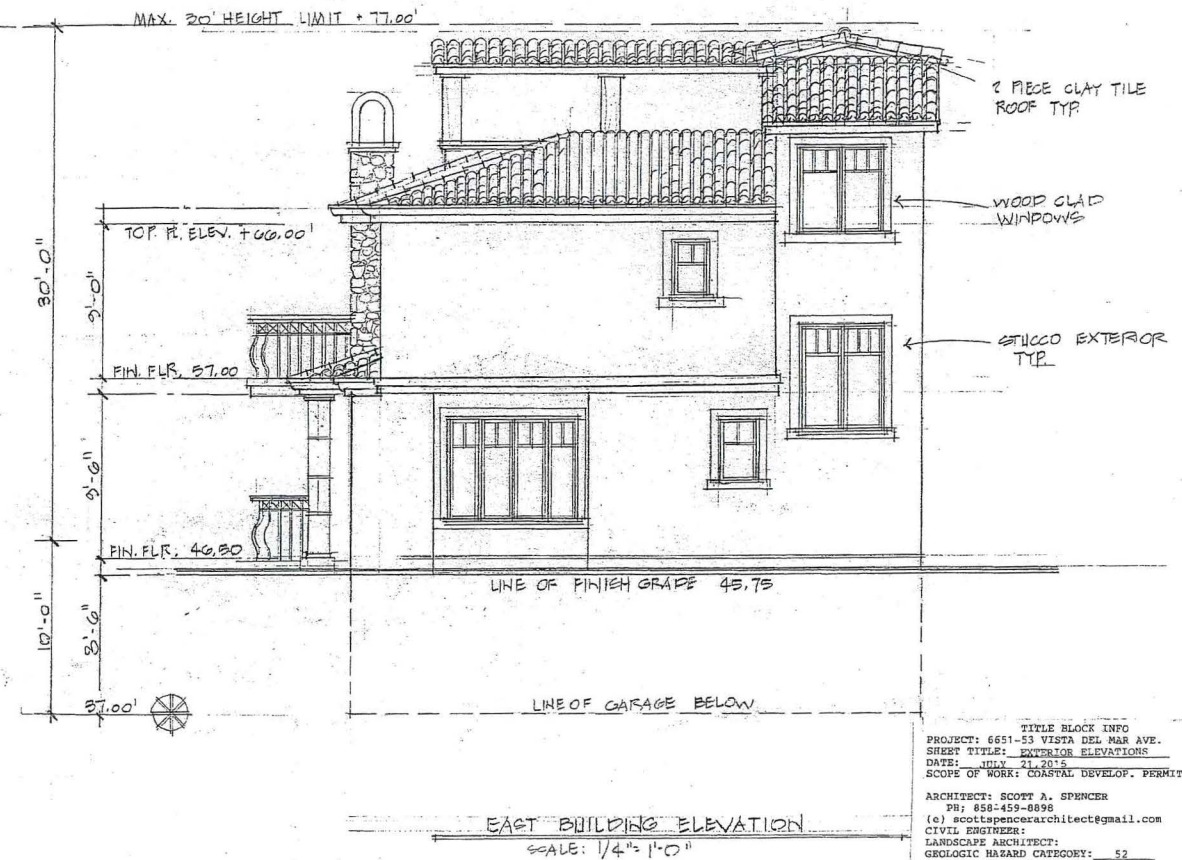 MAX. 30' HEIGHT LIMIT + 77.00'
2 PIECE CLAY TILE
ROOF TYP.
WOOD CLAD
WINDOWS
TOP PL. ELEV. +66.00'
30'-0"
9'-0"
STUCCO EXTERIOR
TYP.
FIN. FLR. 57.00
9'-6"
FIN. FLR. 46.50
LINE OF FINISH GRADE 45.75
10'-0"
8'-6"
37.00'
LINE OF GARAGE BELOW
EAST BUILDING ELEVATION
SCALE: 1/4"= 1'-0"
TITLE BLOCK INFO
PROJECT: 6651-53 VISTA DEL MAR AVE.
SHEET TITLE: EXTERIOR ELEVATIONS
DATE: JULY 21,2015
SCOPE OF WORK: COASTAL DEVELOP. PERMIT
ARCHITECT: SCOTT A. SPENCER
PH; 858-459-8898
(e) scottspencerarchitect@gmail.com
CIVIL ENGINEER:
LANDSCAPE ARCHITECT:
GEOLOGIC HAZARD CATEGOEY: 52